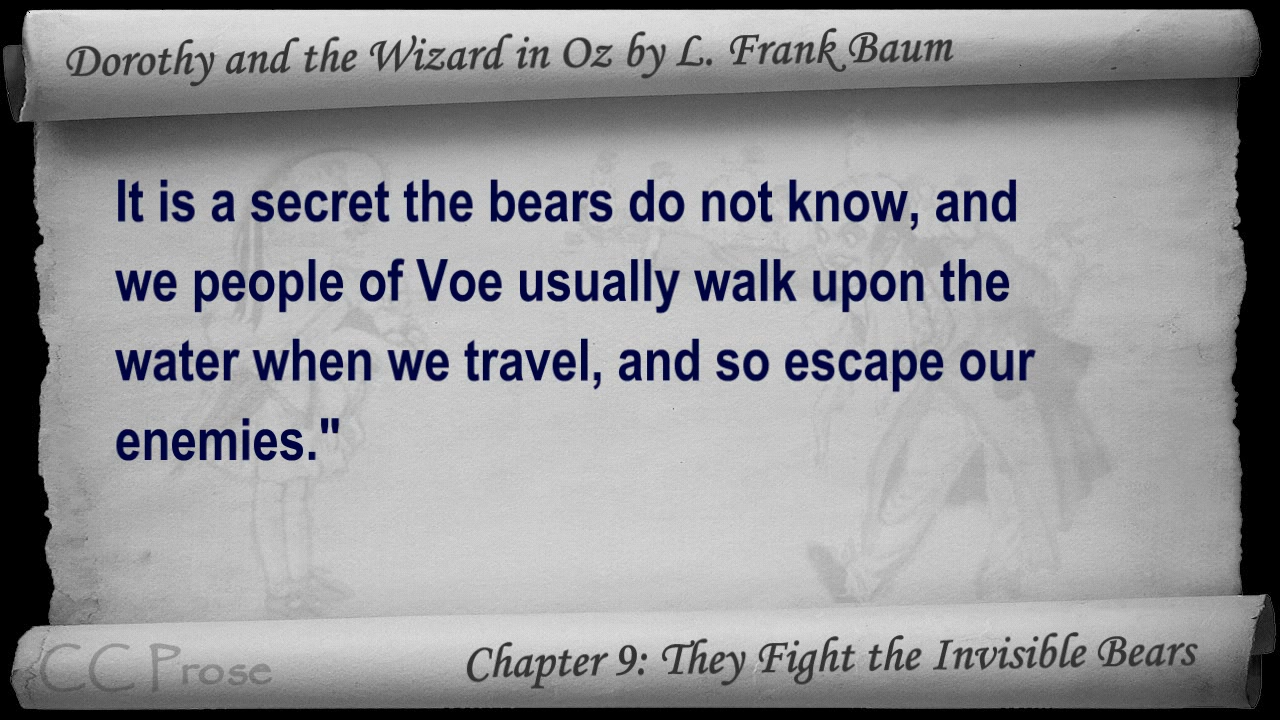 Dorothy and the Wizard in Oz by L. Frank Baum
It is a secret the bears do not know, and
we people of Voe usually walk upon the
water when we travel, and so escape our
enemies."
CC Prose
Chapter 9: They Fight the Invisible Bears